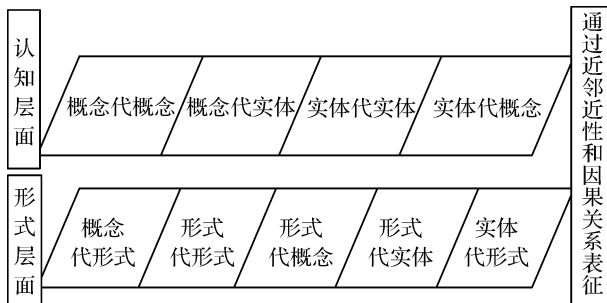 认知层面
概念代概念 概念代实体 实体代实体 实体代概念
形式层面
概念 形式 形式 形式 实体
代形式 代形式 代概念 代实体 代形式
通过近邻近性和因果关系表征